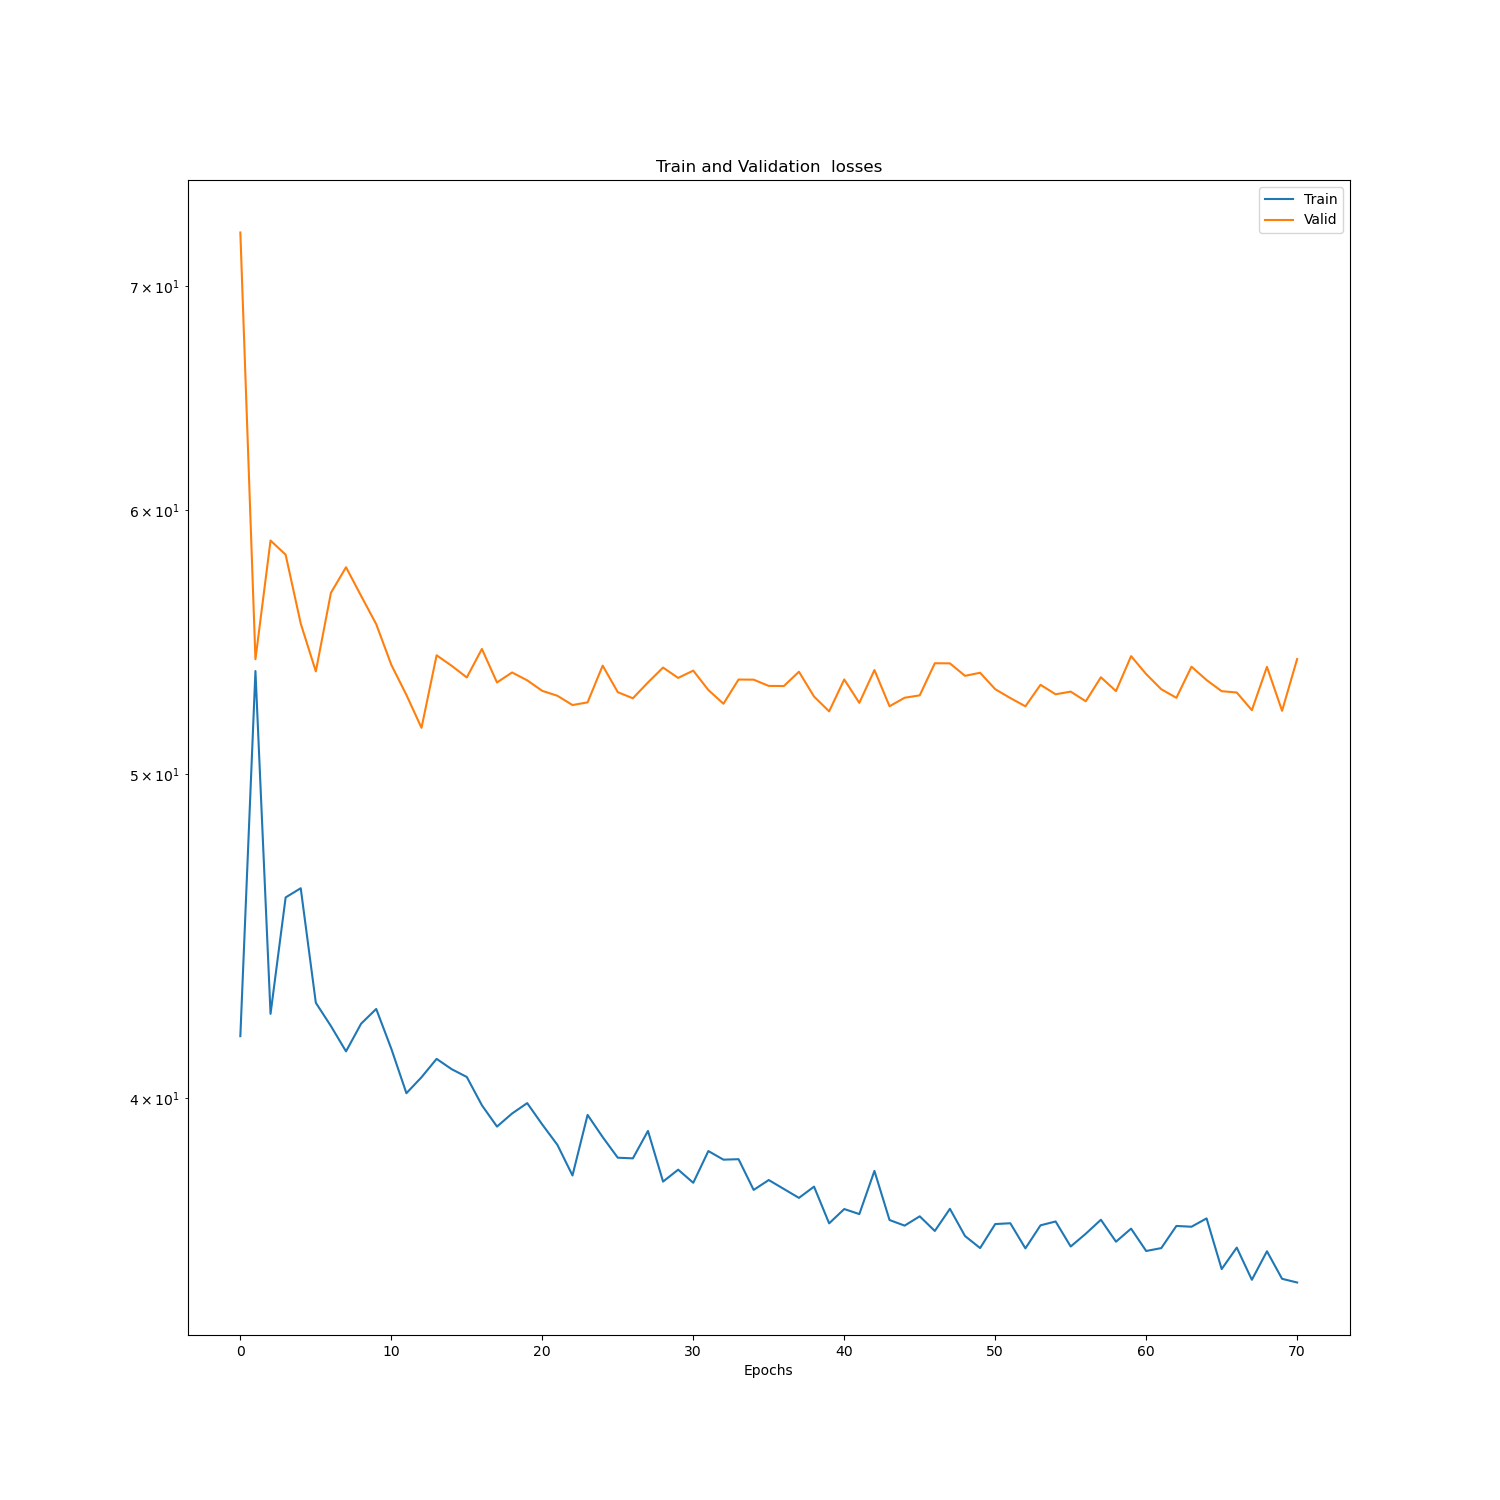 Train and Validation  losses
Train
Valid
7 × 10¹
6 × 10¹
5 × 10¹
4 × 10¹
0 10 20 30 40 50 60 70
Epochs